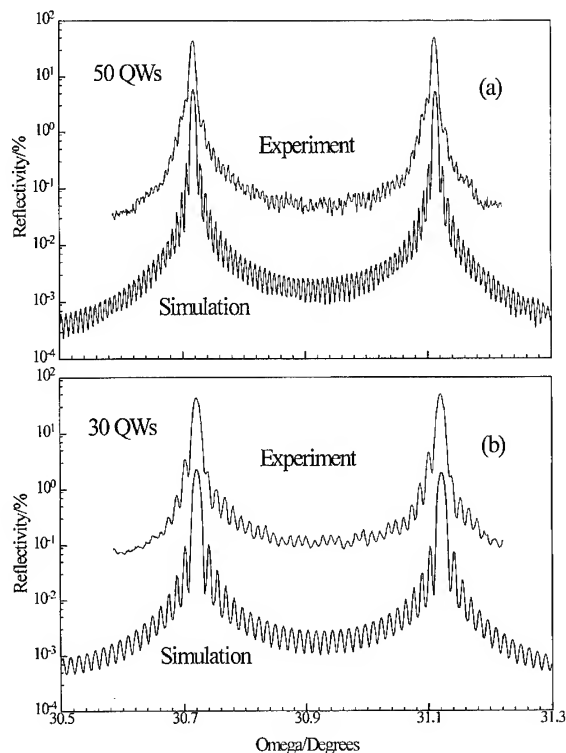 10²
10¹
10⁰
10⁻¹
10⁻²
10⁻³
10⁻⁴
Reflectivity/%
50 QWs
(a)
Experiment
Simulation
10²
10¹
10⁰
10⁻¹
10⁻²
10⁻³
10⁻⁴
Reflectivity/%
30 QWs
(b)
Experiment
Simulation
30.5 30.7 30.9 31.1 31.3
Omega/Degrees